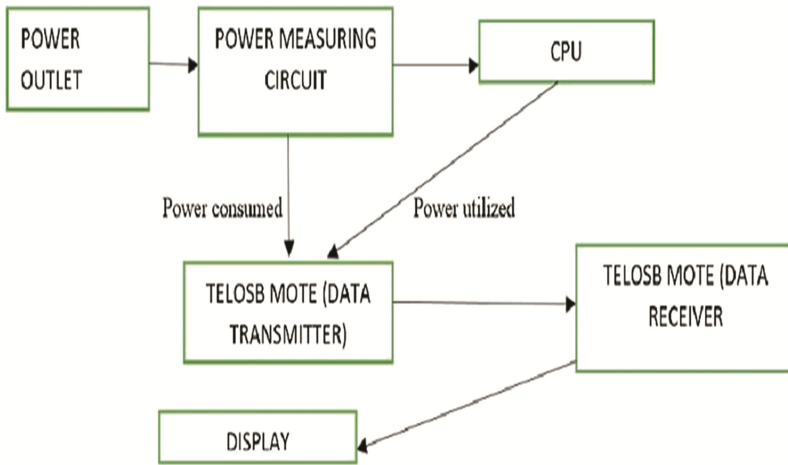 POWER
OUTLET
POWER MEASURING
CIRCUIT
CPU
Power consumed
Power utilized
TELOSB MOTE (DATA
TRANSMITTER)
TELOSB MOTE (DATA
RECEIVER
DISPLAY